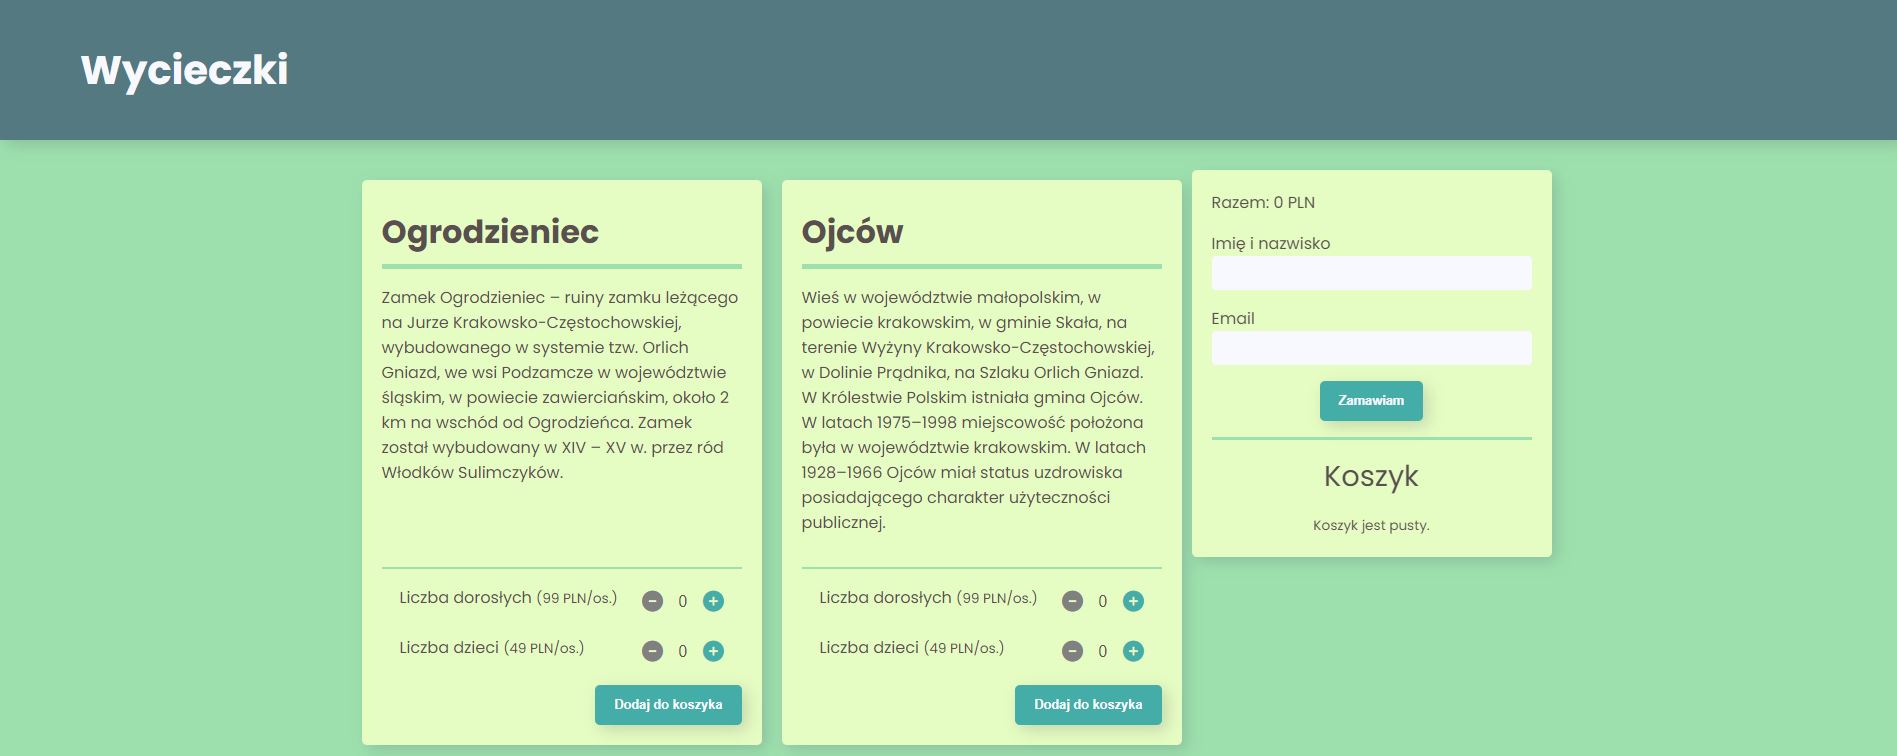 Wycieczki
Ogrodzieniec
Zamek Ogrodzieniec – ruiny zamku leżącego
na Jurze Krakowsko-Częstochowskiej,
wybudowanego w systemie tzw. Orlich
Gniazd, we wsi Podzamcze w województwie
śląskim, w powiecie zawierciańskim, około 2
km na wschód od Ogrodzieńca. Zamek
został wybudowany w XIV – XV w. przez ród
Włodków Sulimczyków.
Liczba dorosłych (99 PLN/os.) - 0 +
Liczba dzieci (49 PLN/os.) - 0 +
Dodaj do koszyka
Ojców
Wieś w województwie małopolskim, w
powiecie krakowskim, w gminie Skała, na
terenie Wyżyny Krakowsko-Częstochowskiej,
w Dolinie Prądnika, na Szlaku Orlich Gniazd.
W Królestwie Polskim istniała gmina Ojców.
W latach 1975–1998 miejscowość położona
była w województwie krakowskim. W latach
1928–1966 Ojców miał status uzdrowiska
posiadającego charakter użyteczności
publicznej.
Liczba dorosłych (99 PLN/os.) - 0 +
Liczba dzieci (49 PLN/os.) - 0 +
Dodaj do koszyka
Razem: 0 PLN
Imię i nazwisko
Email
Zamawiam
Koszyk
Koszyk jest pusty.